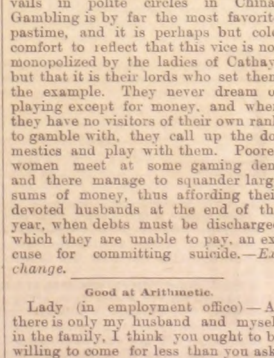 vails in polite circles in China
Gambling is by far the most favorit
pastime, and it is perhaps but col
comfort to reflect that this vice is no
monopolized by the ladies of Cathay
but that it is their lords who set them
the example. They never dream o
playing except for money, and whe
they have no visitors of their own rank
to gamble with, they call up the do
mestics and play with them. Poore
women meet at some gaming den
and there manage to squander larg
sums of money, thus affording thei
devoted husbands at the end of th
year, when debts must be discharge
which they are unable to pay, an ex
cuse for committing suicide.—Ex
change.
Good at Arithmetic.
Lady (in employment office)—A
there is only my husband and mysel
in the family, I think you ought to b
willing to come for less than you ask